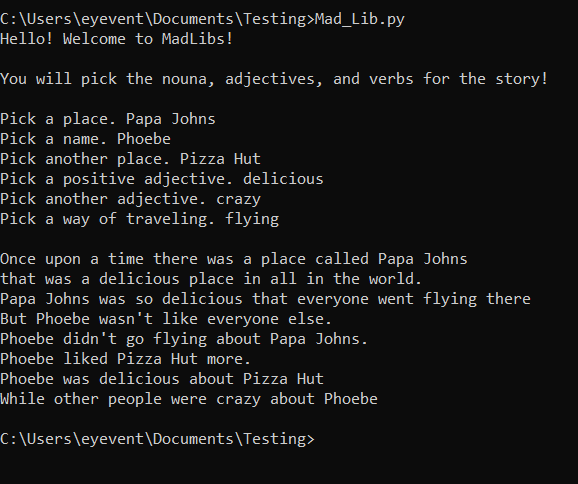 C:\Users\eyevent\Documents\Testing>Mad_Lib.py
Hello! Welcome to MadLibs!
You will pick the nouna, adjectives, and verbs for the story!
Pick a place. Papa Johns
Pick a name. Phoebe
Pick another place. Pizza Hut
Pick a positive adjective. delicious
Pick another adjective. crazy
Pick a way of traveling. flying
Once upon a time there was a place called Papa Johns
that was a delicious place in all in the world.
Papa Johns was so delicious that everyone went flying there
But Phoebe wasn't like everyone else.
Phoebe didn't go flying about Papa Johns.
Phoebe liked Pizza Hut more.
Phoebe was delicious about Pizza Hut
While other people were crazy about Phoebe
C:\Users\eyevent\Documents\Testing>